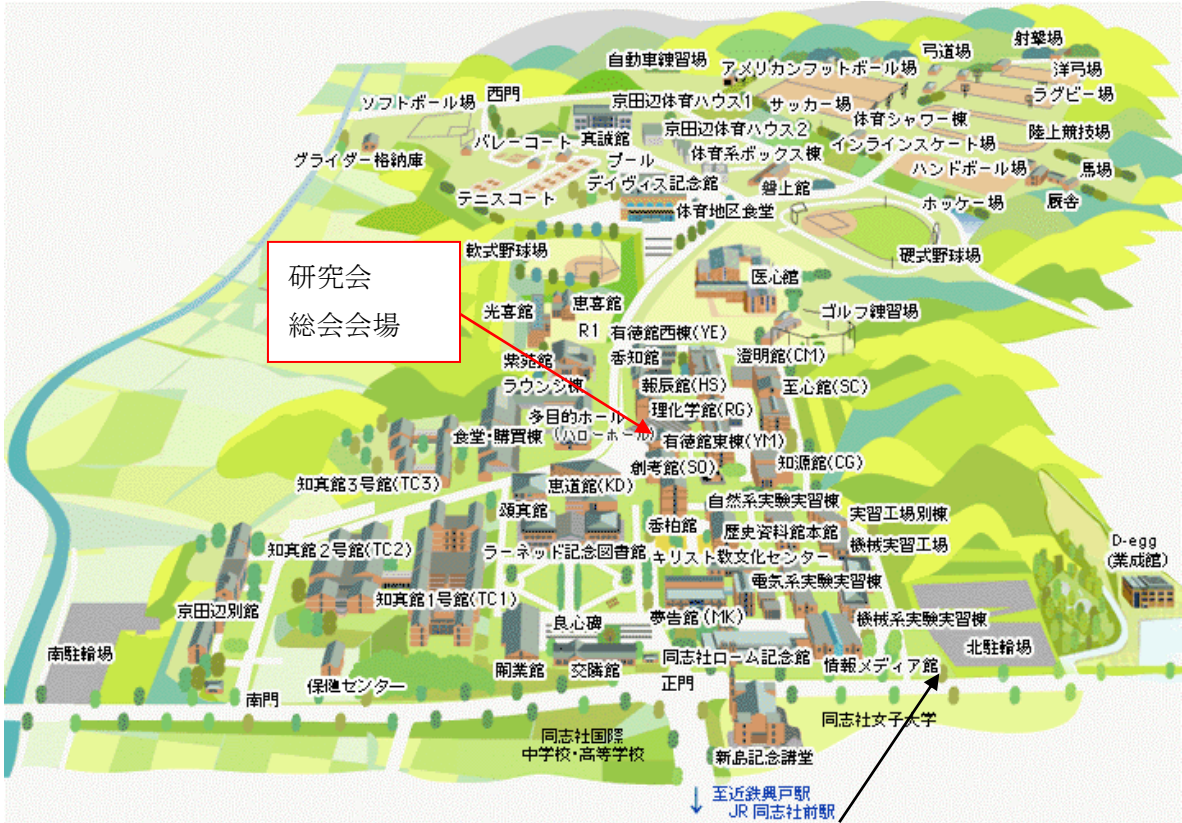 自動車練習場
アメリカンフットボール場
弓道場
射撃場
洋弓場
ラグビー場
ソフトボール場
西門
京田辺体育ハウス1
サッカー場
体育シャワー棟
陸上競技場
バレーコート
真誠館
京田辺体育ハウス2
インラインスケート場
グライダー格納庫
プール
体育系ボックス棟
ハンドボール場
馬場
テニスコート
デイヴィス記念館
磐上館
ホッケー場
厩舎
体育地区食堂
軟式野球場
硬式野球場
研究会
総会会場
医心館
光喜館
恵喜館
ゴルフ練習場
R1
有徳館西棟(YE)
紫苑館
香知館
澄明館(CM)
ラウンジ棟
報辰館(HS)
至心館(SC)
多目的ホール
(ハローホール)
理化学館(RG)
食堂・購買棟
有徳館東棟(YM)
創考館(SO)
知源館(CG)
知真館3号館(TC3)
恵道館(KD)
頌真館
自然系実験実習棟
実習工場別棟
香柏館
歴史資料館本館
機械実習工場
D-egg
(業成館)
知真館2号館(TC2)
ラーネッド記念図書館
キリスト教文化センター
電気系実験実習棟
知真館1号館(TC1)
京田辺別館
良心碑
夢告館(MK)
機械系実験実習棟
南駐輪場
北駐輪場
保健センター
開業館
交隣館
同志社ローム記念館
情報メディア館
南門
正門
同志社国際
中学校・高等学校
同志社女子大学
新島記念講堂
至近鉄興戸駅
JR 同志社前駅